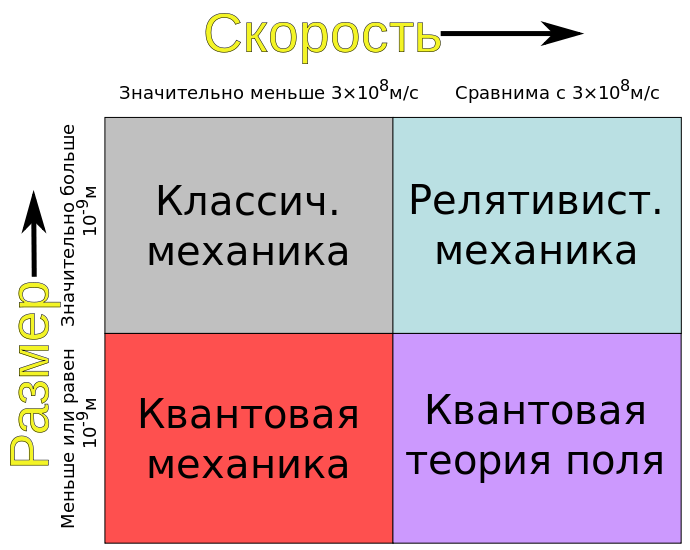 Скорость
Значительно меньше 3×10⁸м/с
Сравнима с 3×10⁸м/с
Размер
Значительно больше
10⁻⁹м
Классич.
механика
Релятивист.
механика
Меньше или равен
10⁻⁹м
Квантовая
механика
Квантовая
теория поля